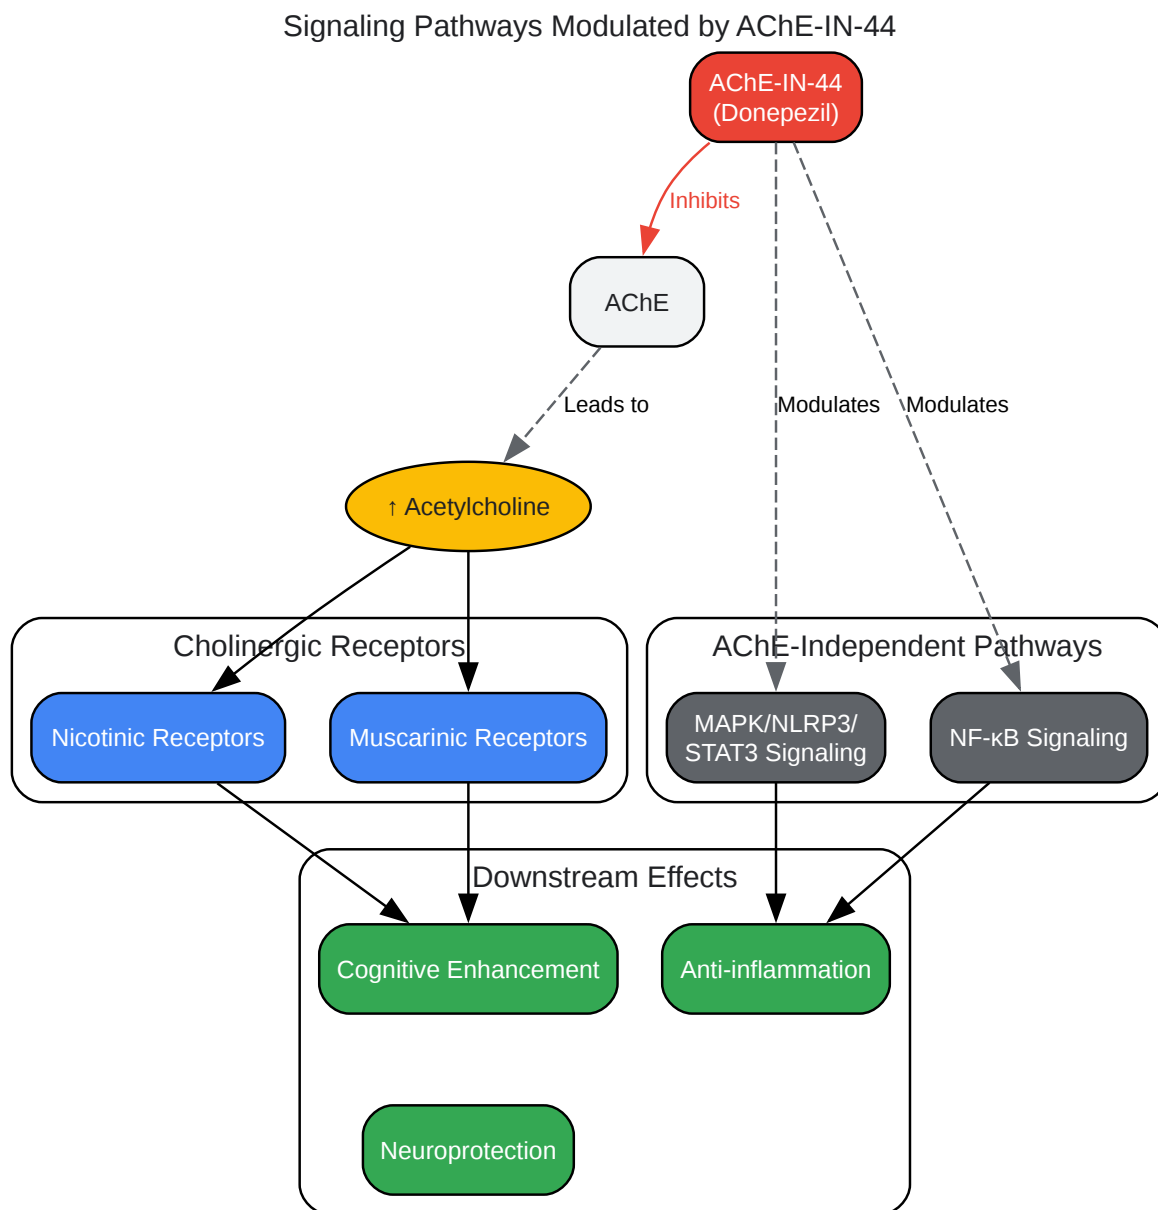 Signaling Pathways Modulated by AChE-IN-44
AChE-IN-44
(Donepezil)
Inhibits
AChE
Leads to
Modulates
Modulates
↑ Acetylcholine
Cholinergic Receptors
AChE-Independent Pathways
Nicotinic Receptors
Muscarinic Receptors
MAPK/NLRP3/
STAT3 Signaling
NF-κB Signaling
Downstream Effects
Cognitive Enhancement
Anti-inflammation
Neuroprotection